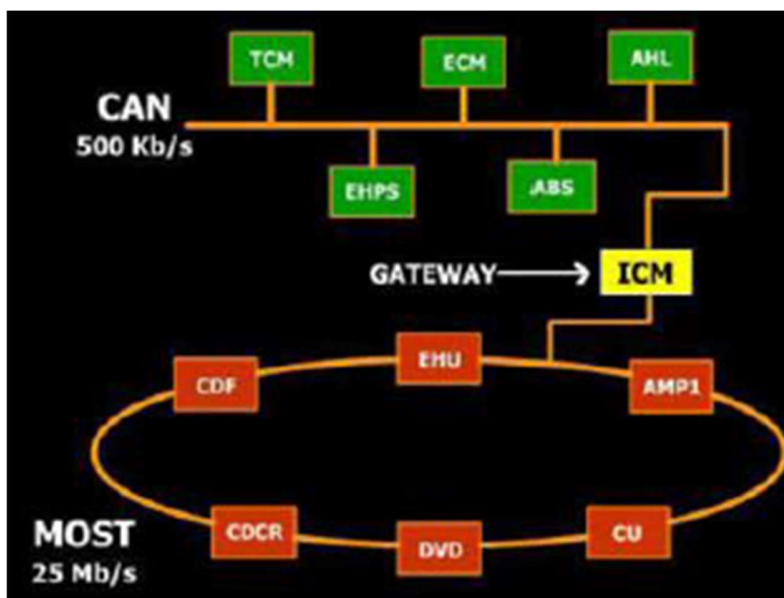 TCM
ECM
AHL
CAN
500 Kb/s
EHPS
ABS
GATEWAY
ICM
EHU
CDF
AMP1
CDCR
DVD
CU
MOST
25 Mb/s